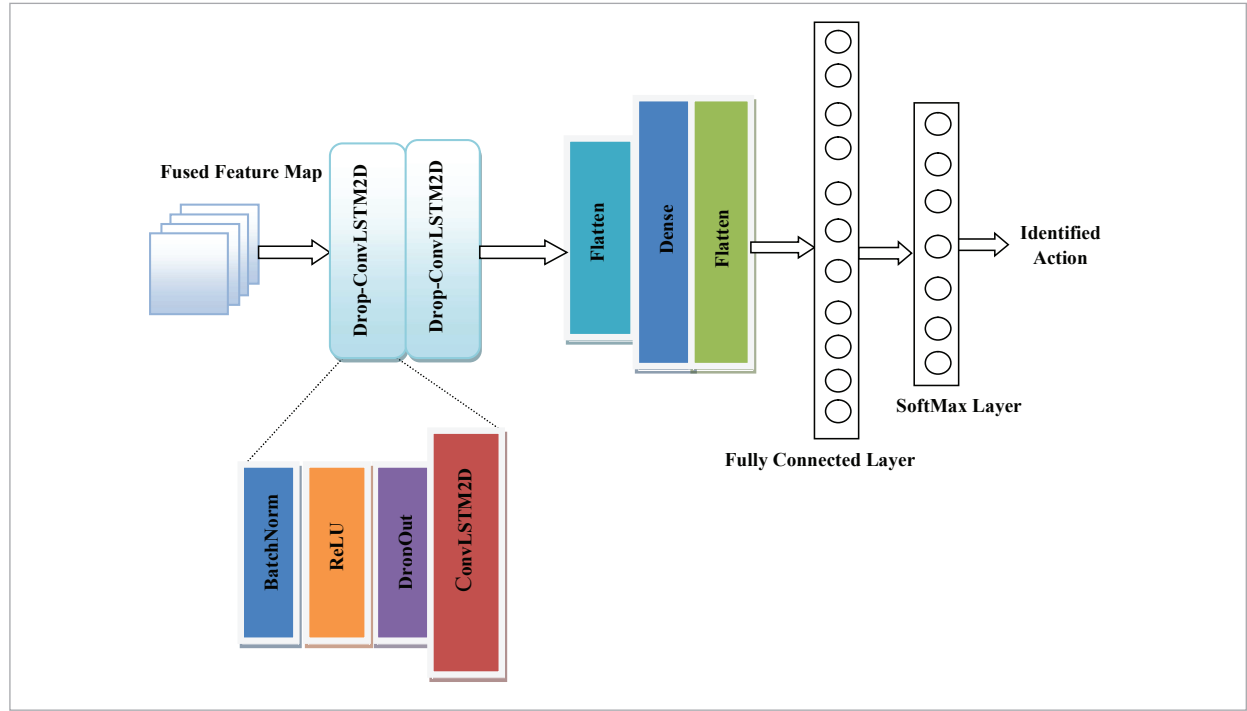 Fused Feature Map
Drop-ConvLSTM2D
Drop-ConvLSTM2D
Flatten
Dense
Flatten
Identified
Action
SoftMax Layer
Fully Connected Layer
BatchNorm
ReLU
DropOut
ConvLSTM2D